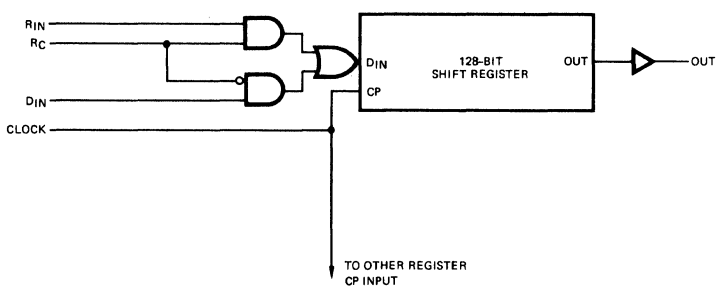 RIN
RC
DIN
CLOCK
DIN
CP
128-BIT
SHIFT REGISTER
OUT
OUT
TO OTHER REGISTER
CP INPUT